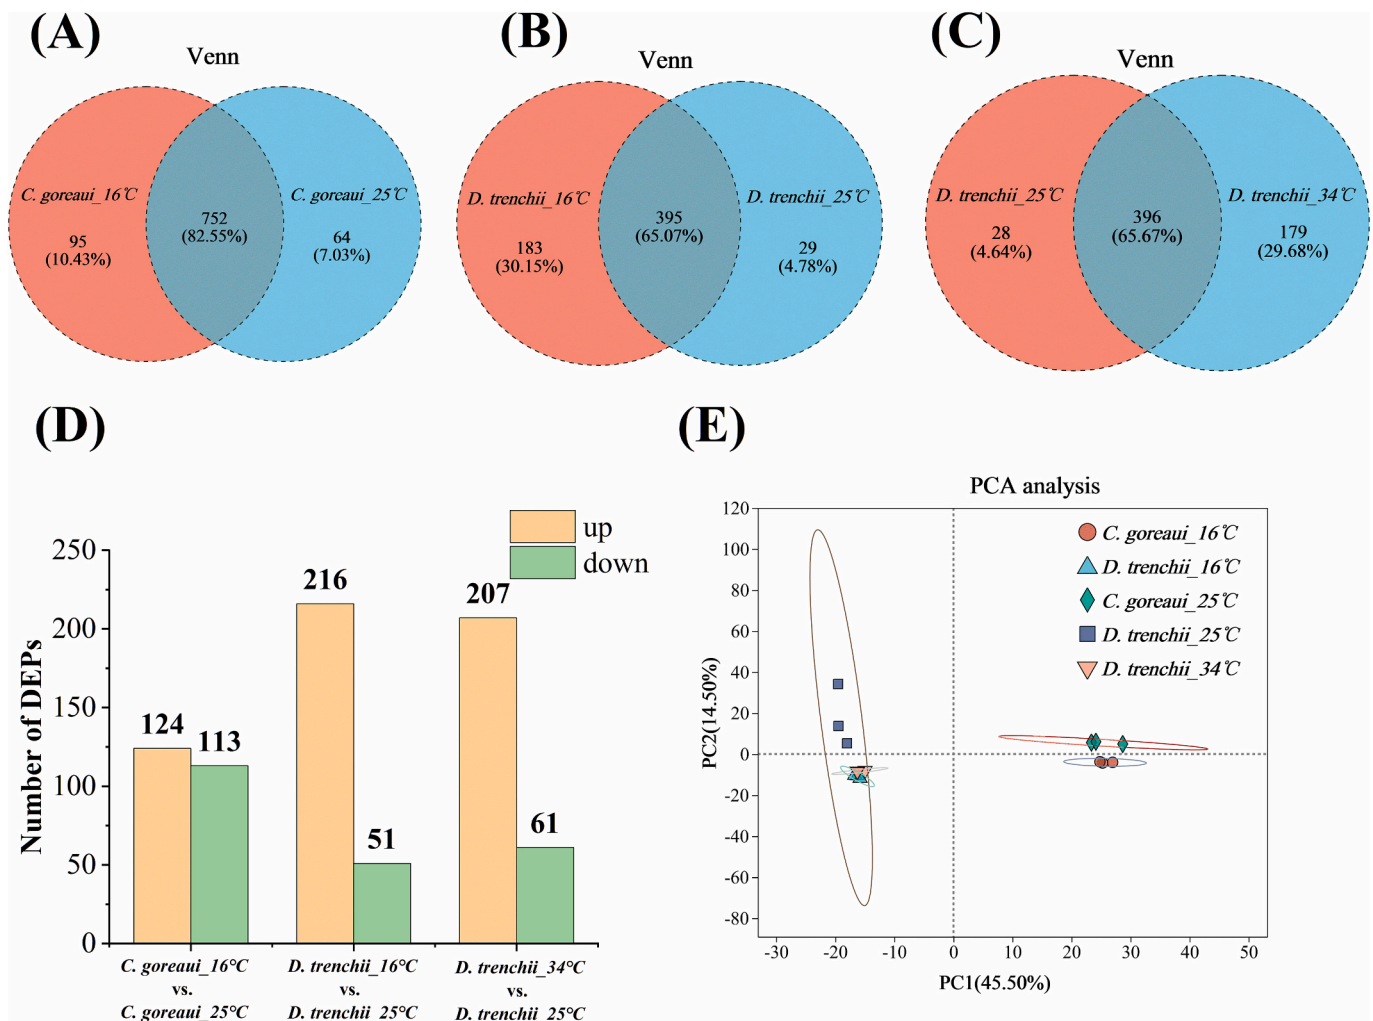 (A)
Venn
C. goreaui_16℃
C. goreaui_25℃
752
(82.55%)
95
(10.43%)
64
(7.03%)
(B)
Venn
D. trenchii_16℃
D. trenchii_25℃
395
(65.07%)
183
(30.15%)
29
(4.78%)
(C)
Venn
D. trenchii_25℃
D. trenchii_34℃
396
(65.67%)
28
(4.64%)
179
(29.68%)
(D)
up
down
Number of DEPs
250
200
150
100
50
0
124
113
216
51
207
61
C. goreaui_16°C
vs.
C. goreaui_25°C
D. trenchii_16°C
vs.
D. trenchii_25°C
D. trenchii_34°C
vs.
D. trenchii_25°C
(E)
PCA analysis
C. goreaui_16℃
D. trenchii_16℃
C. goreaui_25℃
D. trenchii_25℃
D. trenchii_34℃
PC2(14.50%)
120
100
80
60
40
20
0
-20
-40
-60
-80
-30
-20
-10
0
10
20
30
40
50
PC1(45.50%)